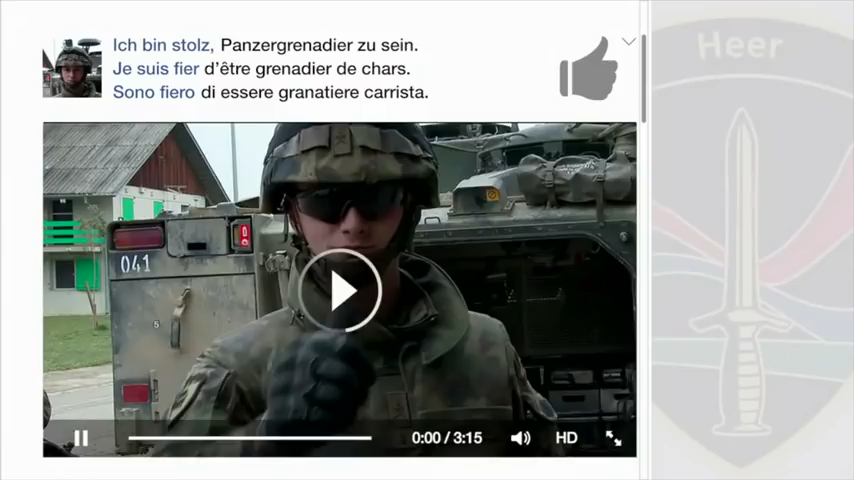 Ich bin stolz, Panzergrenadier zu sein.
Je suis fier d'être grenadier de chars.
Sono fiero di essere granatiere carrista.
Heer
041
5
0:00 / 3:15
HD